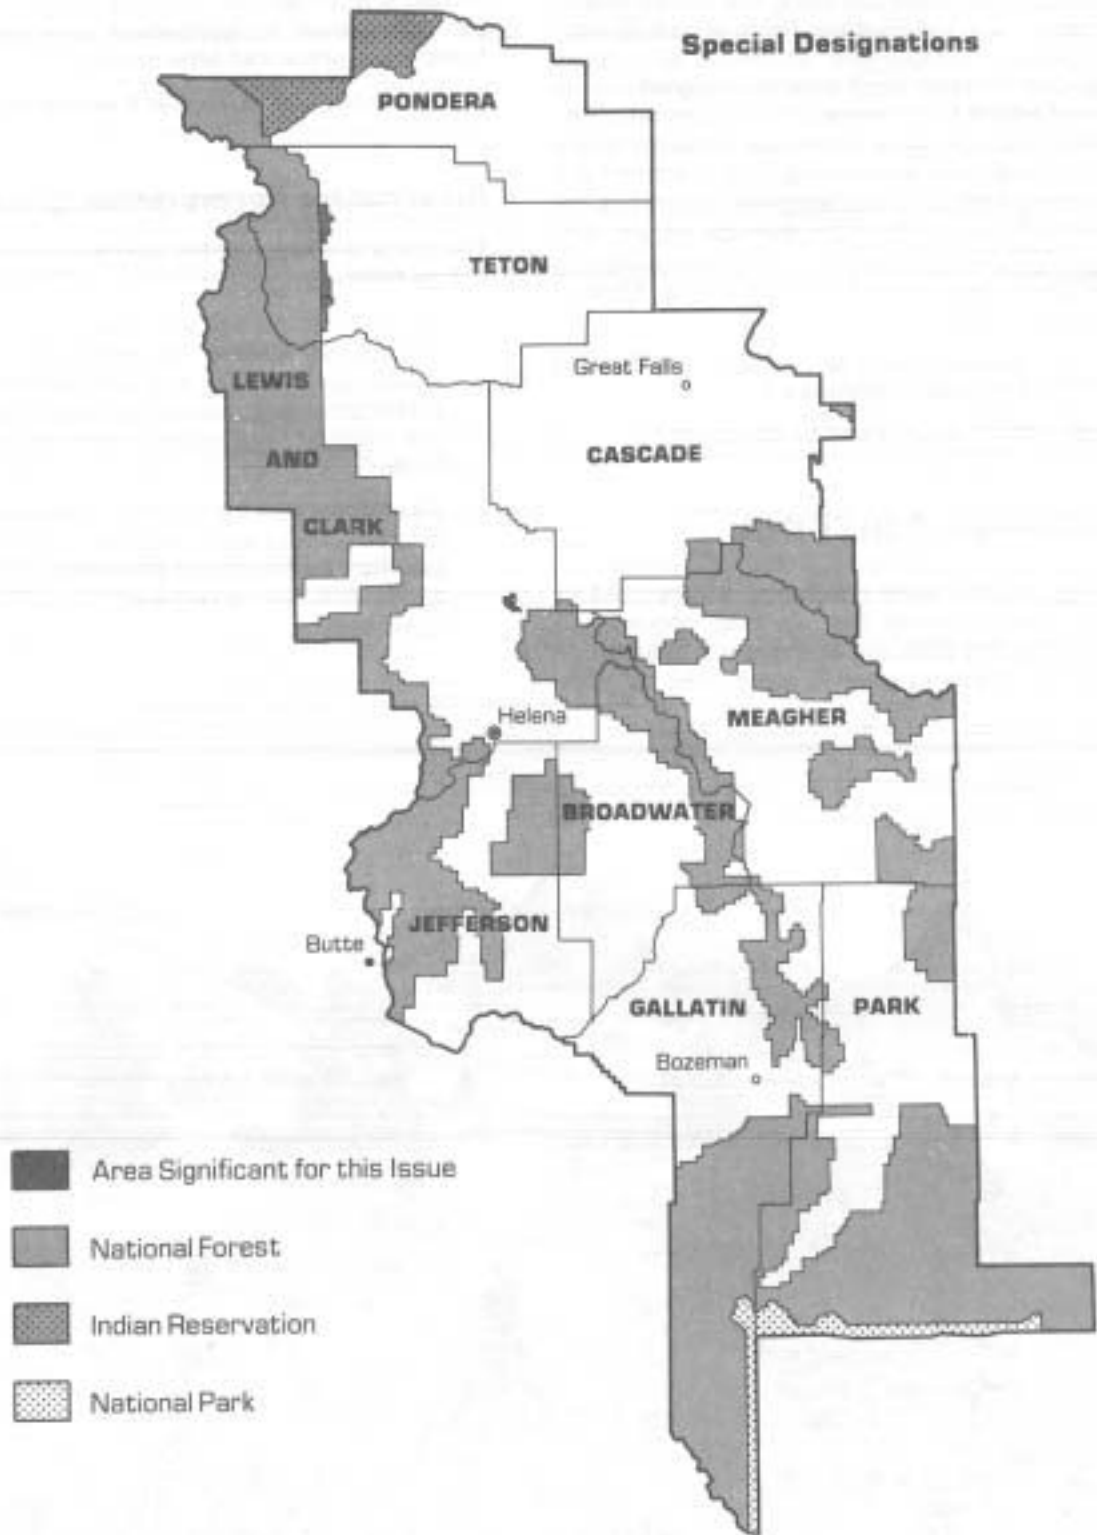 Special Designations
PONDERA
TETON
Great Falls
LEWIS
CASCADE
AND
CLARK
Helena
MEAGHER
BROADWATER
JEFFERSON
Butte
GALLATIN
PARK
Bozeman
Area Significant for this Issue
National Forest
Indian Reservation
National Park